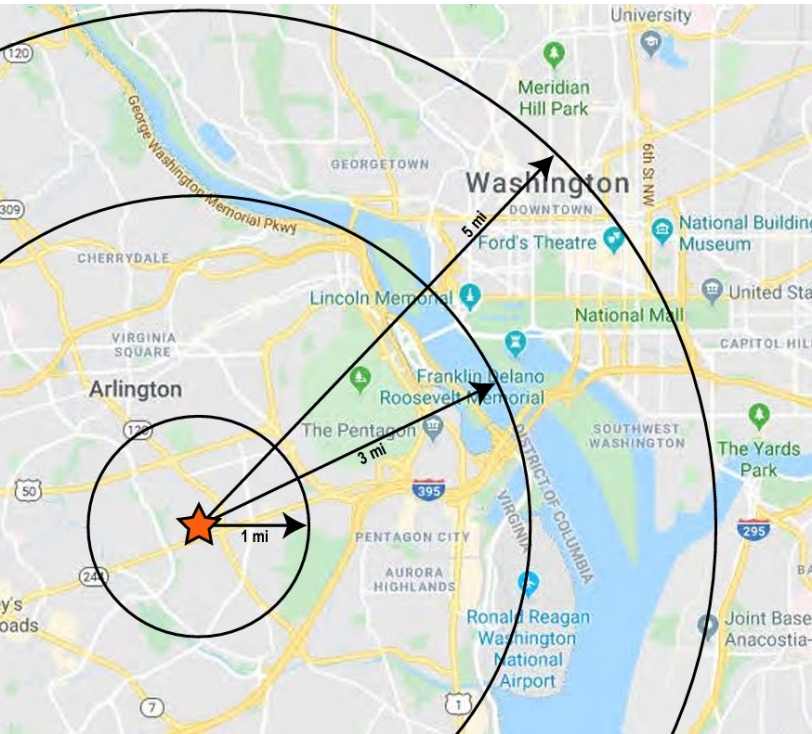 University
120
Meridian
Hill Park
George Washington Memorial Pkwy
GEORGETOWN
6th St NW
Washington
DOWNTOWN
5 mi
309
National Building
Museum
Ford's Theatre
CHERRYDALE
Lincoln Memorial
United Sta
National Mall
VIRGINIA
SQUARE
CAPITOL HIL
Arlington
Franklin Delano
Roosevelt Memorial
The Pentagon
SOUTHWEST
WASHINGTON
The Yards
Park
3 mi
50
395
DISTRICT OF COLUMBIA
VIRGINIA
1 mi
PENTAGON CITY
295
AURORA
HIGHLANDS
BA
y's
oads
Ronald Reagan
Washington
National
Airport
Joint Base
Anacostia-
7
1